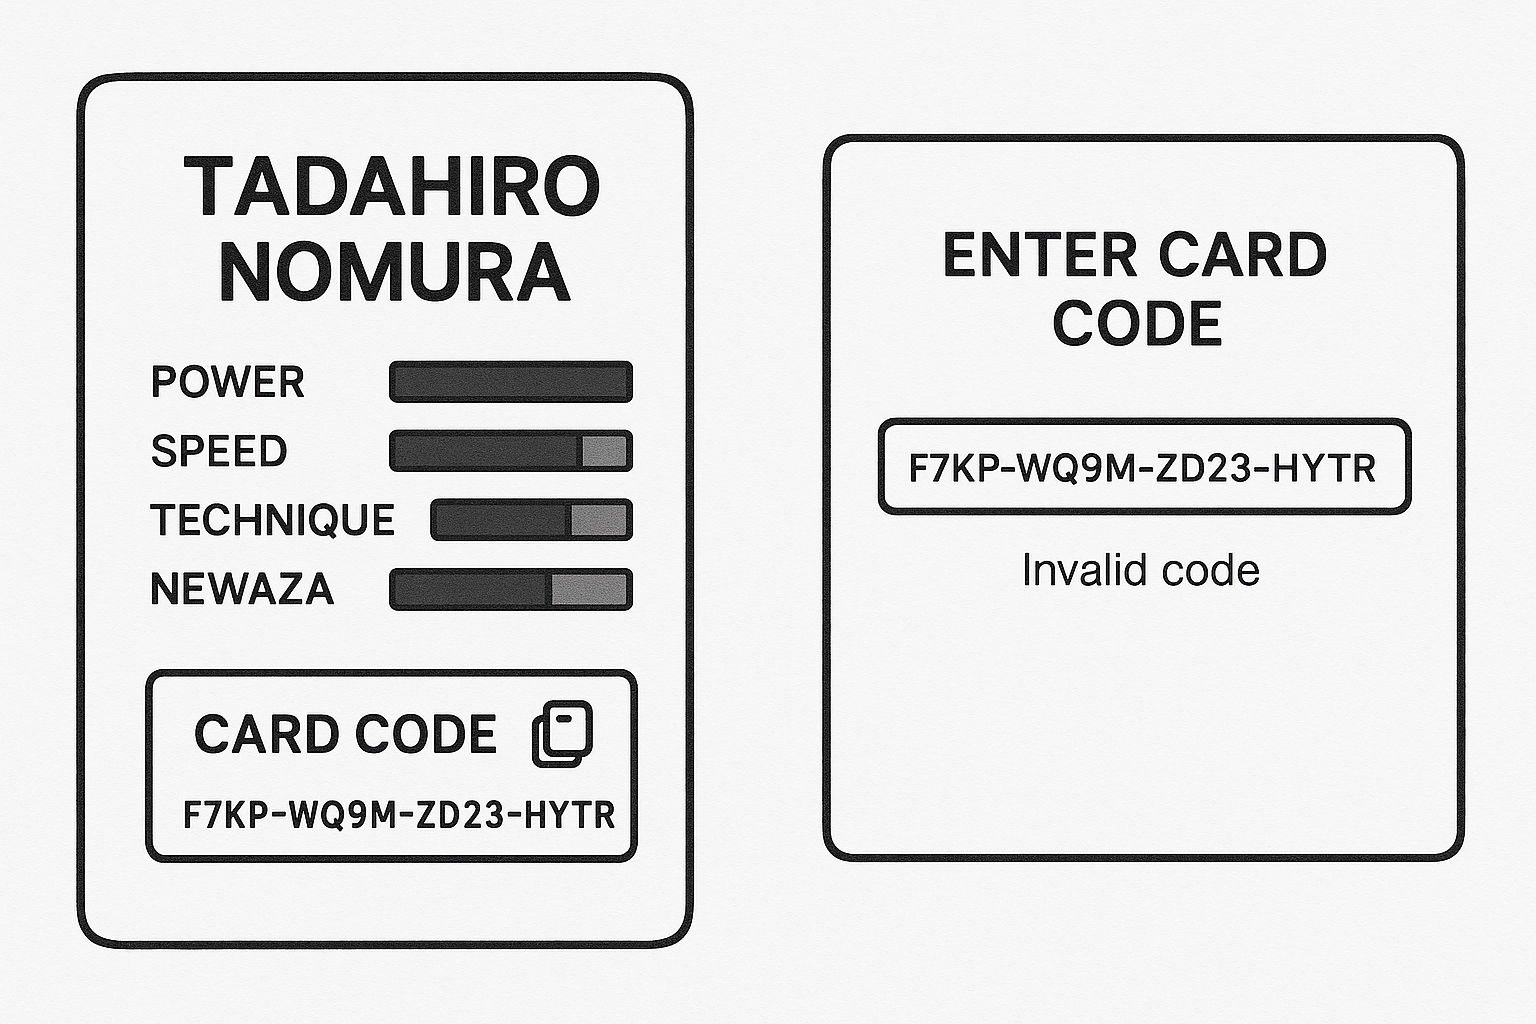 TADAHIRO
NOMURA
POWER
SPEED
TECHNIQUE
NEWAZA
CARD CODE
F7KP-WQ9M-ZD23-HYTR
ENTER CARD
CODE
F7KP-WQ9M-ZD23-HYTR
Invalid code